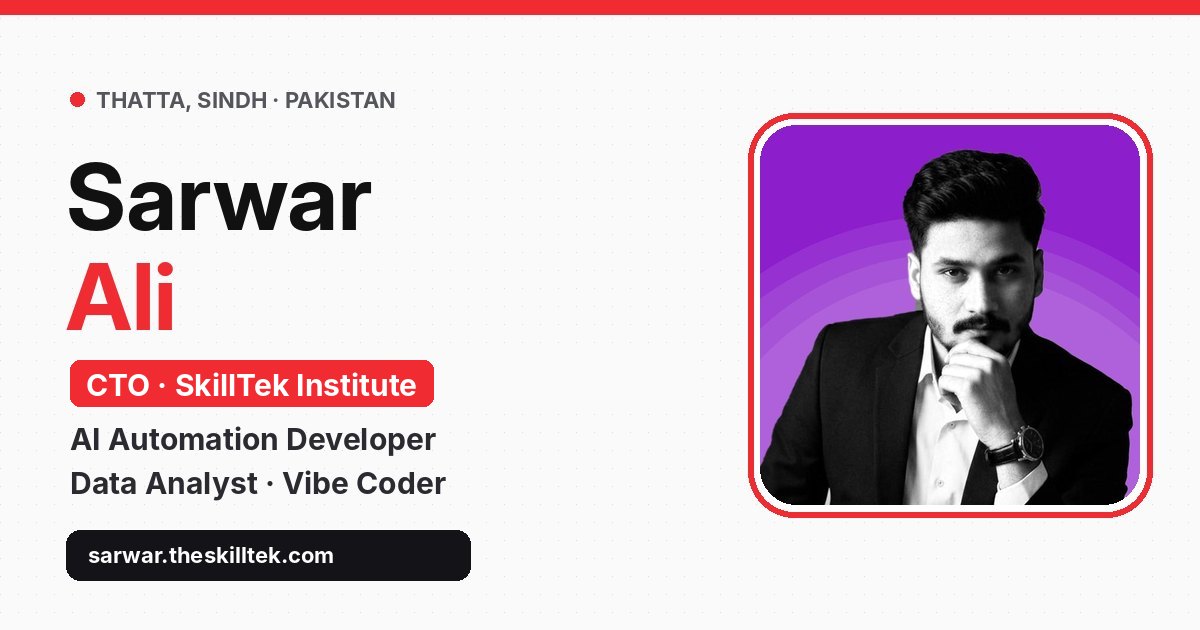 THATTA, SINDH · PAKISTAN
Sarwar
Ali
CTO · SkillTek Institute
AI Automation Developer
Data Analyst · Vibe Coder
sarwar.theskilltek.com